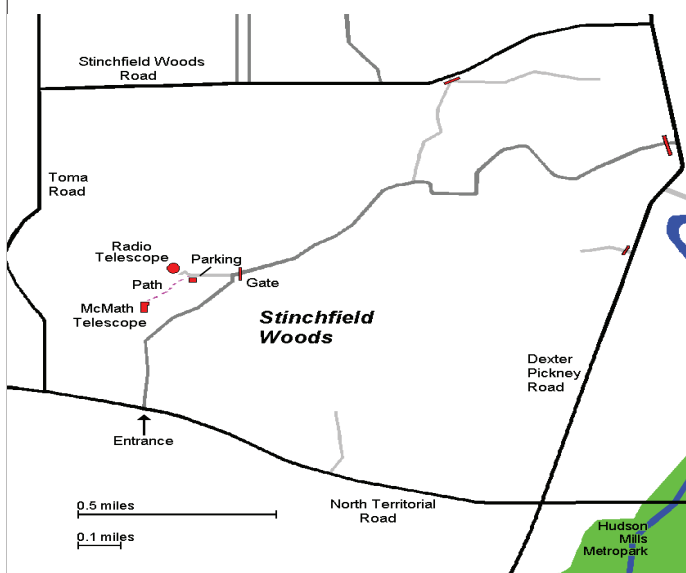 Stinchfield Woods
Road
Toma
Road
Radio
Telescope
Parking
Path
Gate
McMath
Telescope
Stinchfield
Woods
Dexter
Pickney
Road
Entrance
0.5 miles
North Territorial
Road
0.1 miles
Hudson
Mills
Metropark